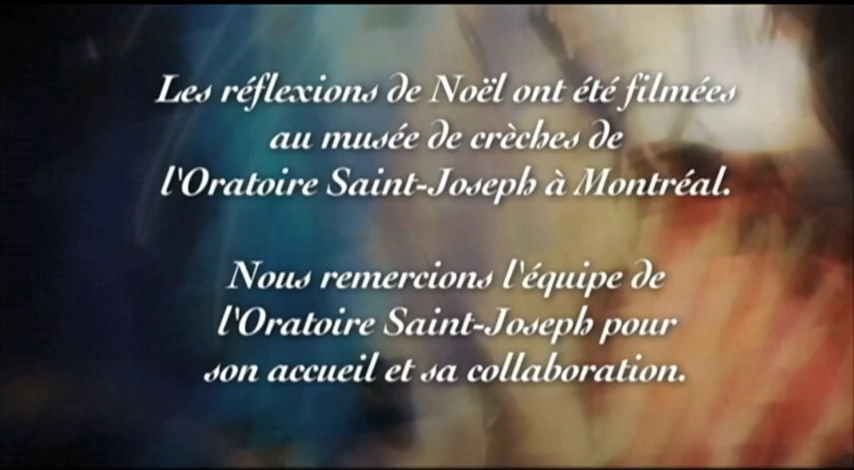 Les réflexions de Noël ont été filmées
au musée de crèches de
l'Oratoire Saint-Joseph à Montréal.
Nous remercions l'équipe de
l'Oratoire Saint-Joseph pour
son accueil et sa collaboration.